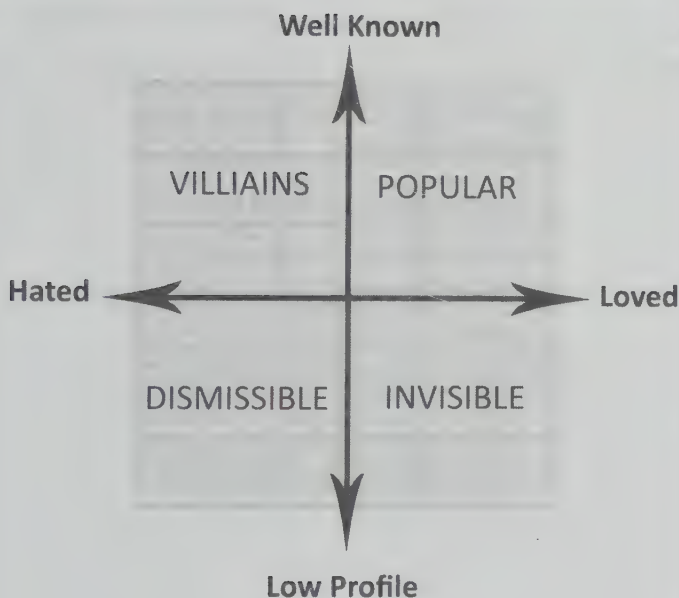 Well Known
VILLIAINS POPULAR
Hated Loved
DISMISSIBLE INVISIBLE
Low Profile